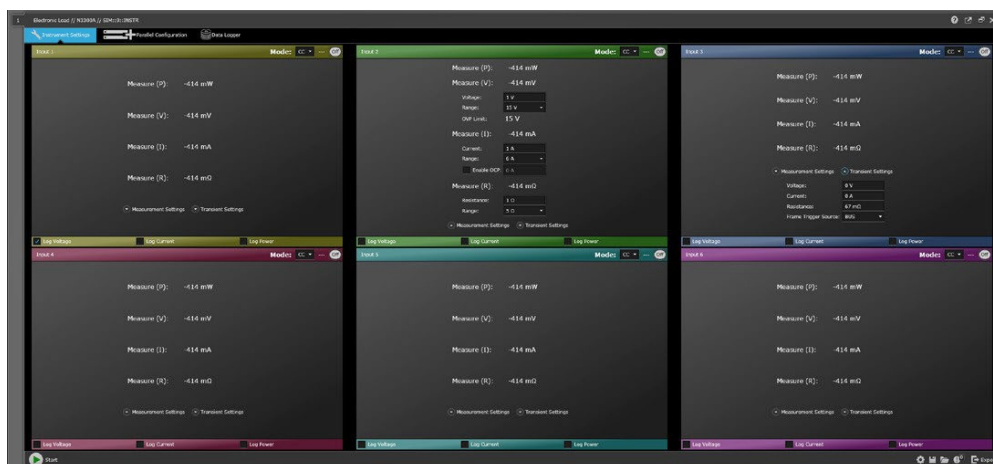 1 Electronic Load // N3300A // SIM::8::INSTR
Instrument Settings Parallel Configuration Data Logger
Input 1 Mode: CC --- Off
Measure (P): -414 mW
Measure (V): -414 mV
Measure (I): -414 mA
Measure (R): -414 mΩ
Measurement Settings Transient Settings
Log Voltage Log Current Log Power
Input 2 Mode: CC --- Off
Measure (P): -414 mW
Measure (V): -414 mV
Voltage: 1 V
Range: 15 V
OVP Limit: 15 V
Measure (I): -414 mA
Current: 1 A
Range: 6 A
Enable OCP 0 A
Measure (R): -414 mΩ
Resistance: 1 Ω
Range: 5 Ω
Measurement Settings Transient Settings
Log Voltage Log Current Log Power
Input 3 Mode: CC --- Off
Measure (P): -414 mW
Measure (V): -414 mV
Measure (I): -414 mA
Measure (R): -414 mΩ
Measurement Settings Transient Settings
Voltage: 0 V
Current: 0 A
Resistance: 67 mΩ
Frame Trigger Source: BUS
Log Voltage Log Current Log Power
Input 4 Mode: CC --- Off
Measure (P): -414 mW
Measure (V): -414 mV
Measure (I): -414 mA
Measure (R): -414 mΩ
Measurement Settings Transient Settings
Log Voltage Log Current Log Power
Input 5 Mode: CC --- Off
Measure (P): -414 mW
Measure (V): -414 mV
Measure (I): -414 mA
Measure (R): -414 mΩ
Measurement Settings Transient Settings
Log Voltage Log Current Log Power
Input 6 Mode: CC --- Off
Measure (P): -414 mW
Measure (V): -414 mV
Measure (I): -414 mA
Measure (R): -414 mΩ
Measurement Settings Transient Settings
Log Voltage Log Current Log Power
Start Expo